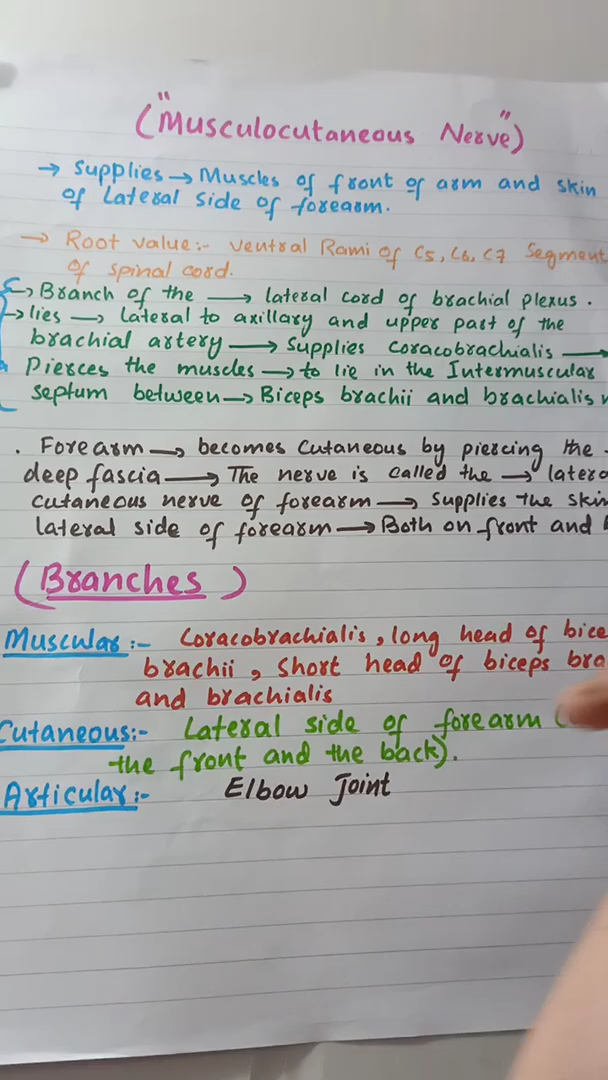 ("Musculocutaneous Nerve")
→ Supplies → Muscles of front of arm and skin
of Lateral side of forearm.
→ Root value:- ventral Rami of C5, C6, C7 Segment
of spinal cord.
→ Branch of the → lateral cord of brachial plexus.
→ lies → lateral to axillary and upper part of the
brachial artery → Supplies coracobrachialis →
Pierces the muscles → to lie in the Intermuscular
septum between → Biceps brachii and brachialis
. Forearm → becomes cutaneous by piercing the
deep fascia → The nerve is called the →
cutaneous nerve of forearm → Supplies the skin
lateral side of forearm → Both on front and
(Branches)
Muscular:- Coracobrachialis, long head of
brachii, short head of biceps
and brachialis
Cutaneous:- Lateral side of forearm (
the front and the back).
Articular:- Elbow Joint